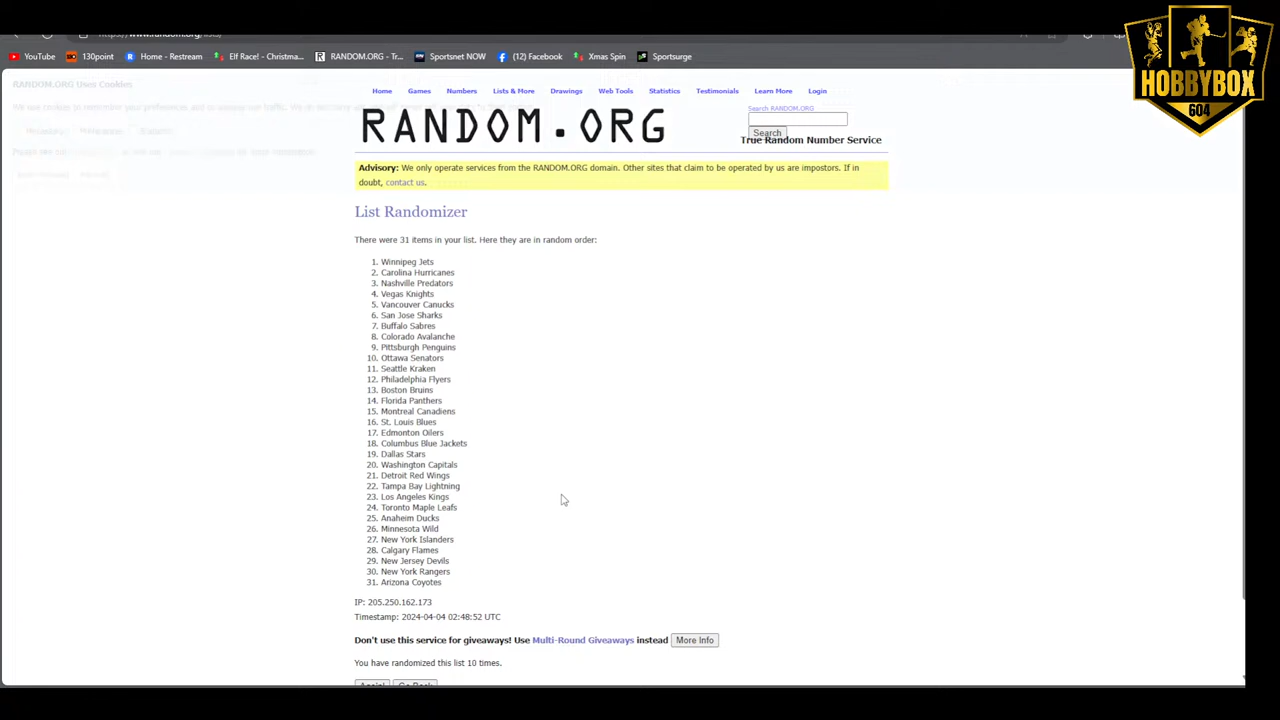 YouTube 130point Home - Restream Elf Race! - Christma... RANDOM.ORG - Tr... Sportsnet NOW (12) Facebook Xmas Spin Sportsurge
HOBBYBOX
604
RANDOM.ORG Uses Cookies
Home Games Numbers Lists & More Drawings Web Tools Statistics Testimonials Learn More Login
RANDOM.ORG
Search RANDOM.ORG
Search
True Random Number Service
Advisory: We only operate services from the RANDOM.ORG domain. Other sites that claim to be operated by us are impostors. If in
doubt, contact us.
List Randomizer
There were 31 items in your list. Here they are in random order:
1. Winnipeg Jets
2. Carolina Hurricanes
3. Nashville Predators
4. Vegas Knights
5. Vancouver Canucks
6. San Jose Sharks
7. Buffalo Sabres
8. Colorado Avalanche
9. Pittsburgh Penguins
10. Ottawa Senators
11. Seattle Kraken
12. Philadelphia Flyers
13. Boston Bruins
14. Florida Panthers
15. Montreal Canadiens
16. St. Louis Blues
17. Edmonton Oilers
18. Columbus Blue Jackets
19. Dallas Stars
20. Washington Capitals
21. Detroit Red Wings
22. Tampa Bay Lightning
23. Los Angeles Kings
24. Toronto Maple Leafs
25. Anaheim Ducks
26. Minnesota Wild
27. New York Islanders
28. Calgary Flames
29. New Jersey Devils
30. New York Rangers
31. Arizona Coyotes
IP: 205.250.162.173
Timestamp: 2024-04-04 02:48:52 UTC
Don't use this service for giveaways! Use Multi-Round Giveaways instead More Info
You have randomized this list 10 times.
Again! Go Back